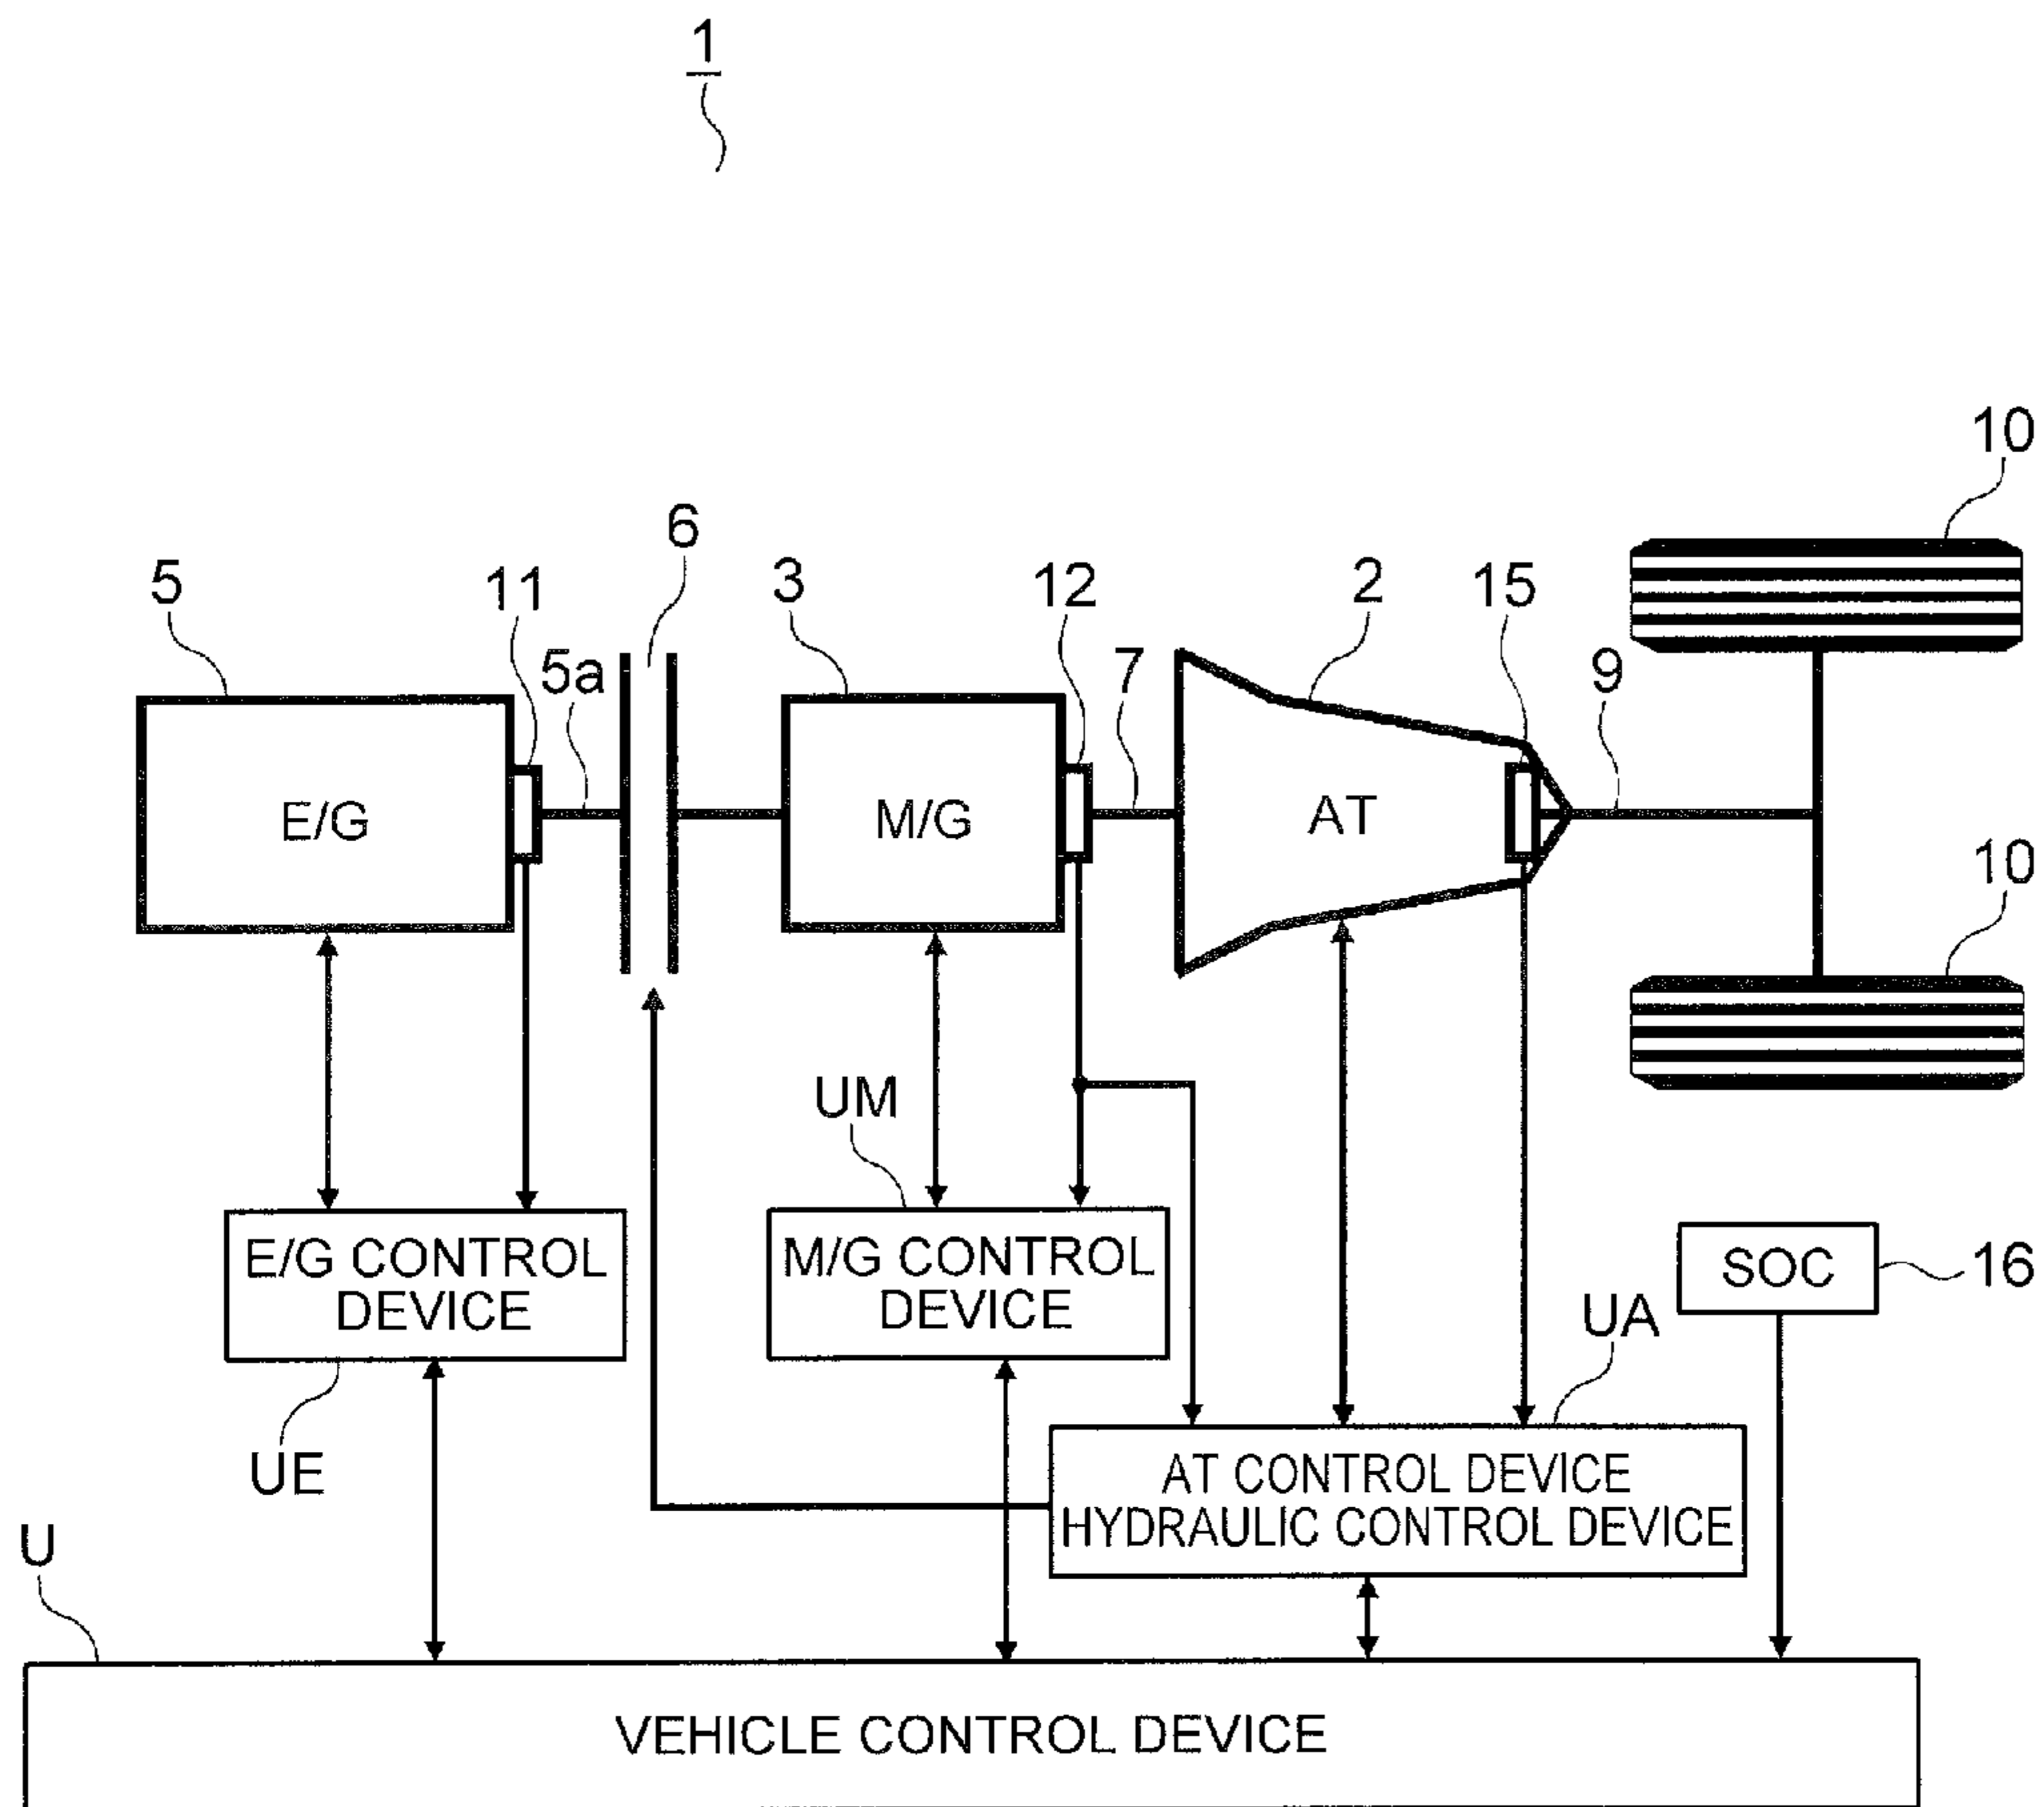 1
10
6
5
11
3
12
2
15
5a
7
9
E/G
M/G
AT
10
UM
E/G CONTROL
DEVICE
M/G CONTROL
DEVICE
SOC
16
UA
UE
AT CONTROL DEVICE
HYDRAULIC CONTROL DEVICE
U
VEHICLE CONTROL DEVICE